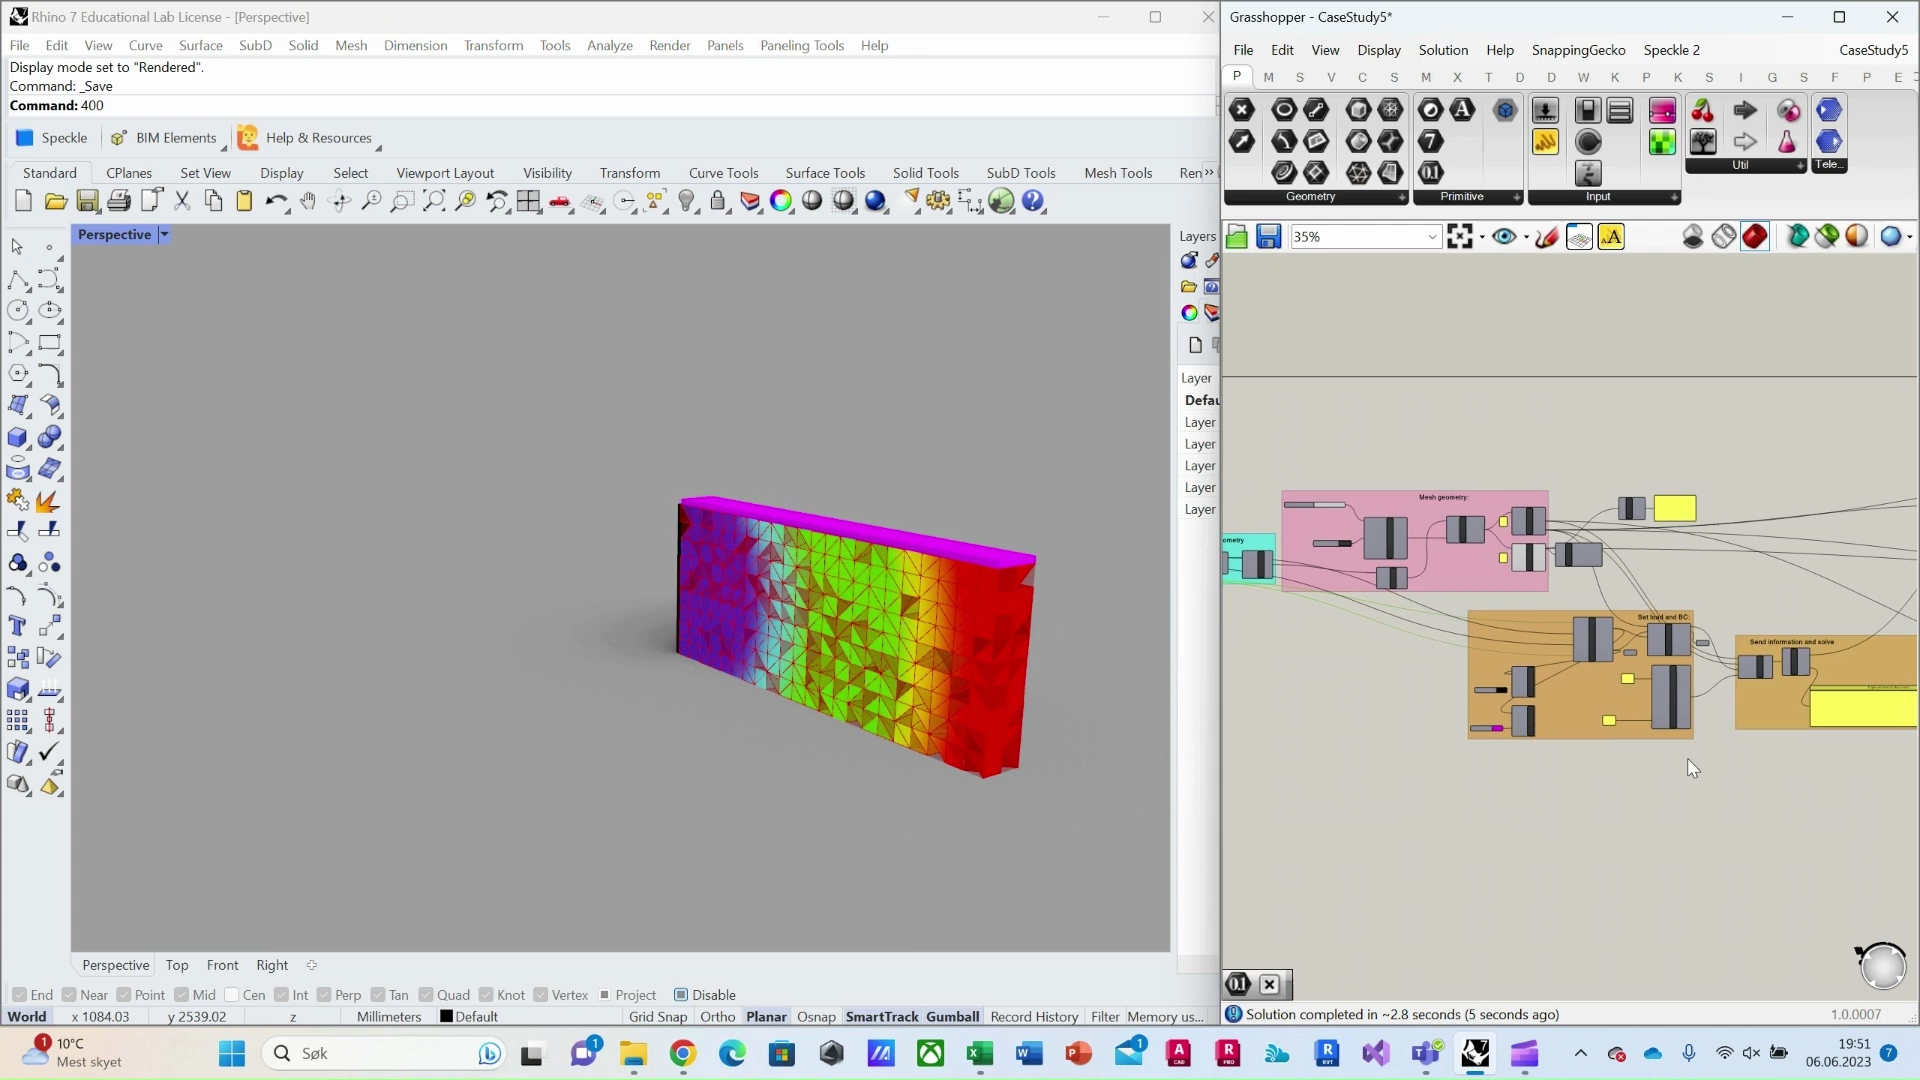 Rhino 7 Educational Lab License - [Perspective]
File Edit View Curve Surface SubD Solid Mesh Dimension Transform Tools Analyze Render Panels Paneling Tools Help
Display mode set to "Rendered".
Command: _Save
Command: 400
Speckle BIM Elements Help & Resources
Standard CPlanes Set View Display Select Viewport Layout Visibility Transform Curve Tools Surface Tools Solid Tools SubD Tools Mesh Tools Ren
Perspective
Layers
Layer
Defau
Layer
Layer
Layer
Layer
Layer
Perspective Top Front Right
End Near Point Mid Cen Int Perp Tan Quad Knot Vertex Project Disable
World x 1084.03 y 2539.02 z Millimeters Default Grid Snap Ortho Planar Osnap SmartTrack Gumball Record History Filter Memory us...
Grasshopper - CaseStudy5*
File Edit View Display Solution Help SnappingGecko Speckle 2 CaseStudy5
P M S V C S M X T D D W K P K S I G S F P E
Geometry Primitive Input Util Tele...
35%
Mesh geometry:
ometry
Set load and BC:
Send information and solve
Solution completed in ~2.8 seconds (5 seconds ago)
1.0.0007
10°C
Mest skyet
Søk
19:51
06.06.2023